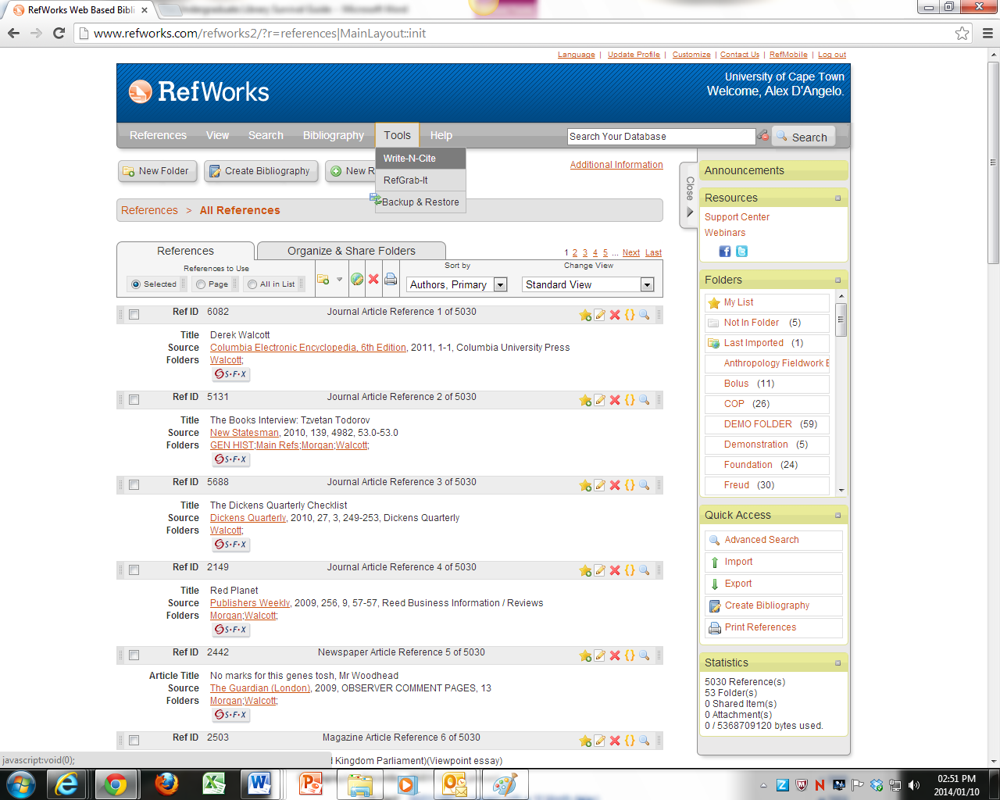 RefWorks Web Based Bibli
Undergraduate Library Survival Guide - Microsoft Word
www.refworks.com/refworks2/?r=references|MainLayout::init
Language | Update Profile | Customize | Contact Us | RefMobile | Log out
RefWorks
University of Cape Town
Welcome, Alex D'Angelo.
References View Search Bibliography Tools Help
Search Your Database
Search
Write-N-Cite
RefGrab-It
Backup & Restore
New Folder
Create Bibliography
New R
Additional Information
References > All References
References
Organize & Share Folders
1 2 3 4 5 ... Next Last
References to Use
Selected
Page
All in List
Sort by
Authors, Primary
Change View
Standard View
Ref ID 6082 Journal Article Reference 1 of 5030
Title Derek Walcott
Source Columbia Electronic Encyclopedia, 6th Edition, 2011, 1-1, Columbia University Press
Folders Walcott;
S·F·X
Ref ID 5131 Journal Article Reference 2 of 5030
Title The Books Interview: Tzvetan Todorov
Source New Statesman, 2010, 139, 4982, 53.0-53.0
Folders GEN HIST;Main Refs;Morgan;Walcott;
S·F·X
Ref ID 5688 Journal Article Reference 3 of 5030
Title The Dickens Quarterly Checklist
Source Dickens Quarterly, 2010, 27, 3, 249-253, Dickens Quarterly
Folders Walcott;
S·F·X
Ref ID 2149 Journal Article Reference 4 of 5030
Title Red Planet
Source Publishers Weekly, 2009, 256, 9, 57-57, Reed Business Information / Reviews
Folders Morgan;Walcott;
S·F·X
Ref ID 2442 Newspaper Article Reference 5 of 5030
Article Title No marks for this genes tosh, Mr Woodhead
Source The Guardian (London), 2009, OBSERVER COMMENT PAGES, 13
Folders Morgan;Walcott;
S·F·X
Ref ID 2503 Magazine Article Reference 6 of 5030
Kingdom Parliament)(Viewpoint essay)
javascript:void(0);
Close
Announcements
Resources
Support Center
Webinars
Folders
My List
Not In Folder (5)
Last Imported (1)
Anthropology Fieldwork E
Bolus (11)
COP (26)
DEMO FOLDER (59)
Demonstration (5)
Foundation (24)
Freud (30)
Quick Access
Advanced Search
Import
Export
Create Bibliography
Print References
Statistics
5030 Reference(s)
53 Folder(s)
0 Shared Item(s)
0 Attachment(s)
0 / 5368709120 bytes used.
02:51 PM
2014/01/10